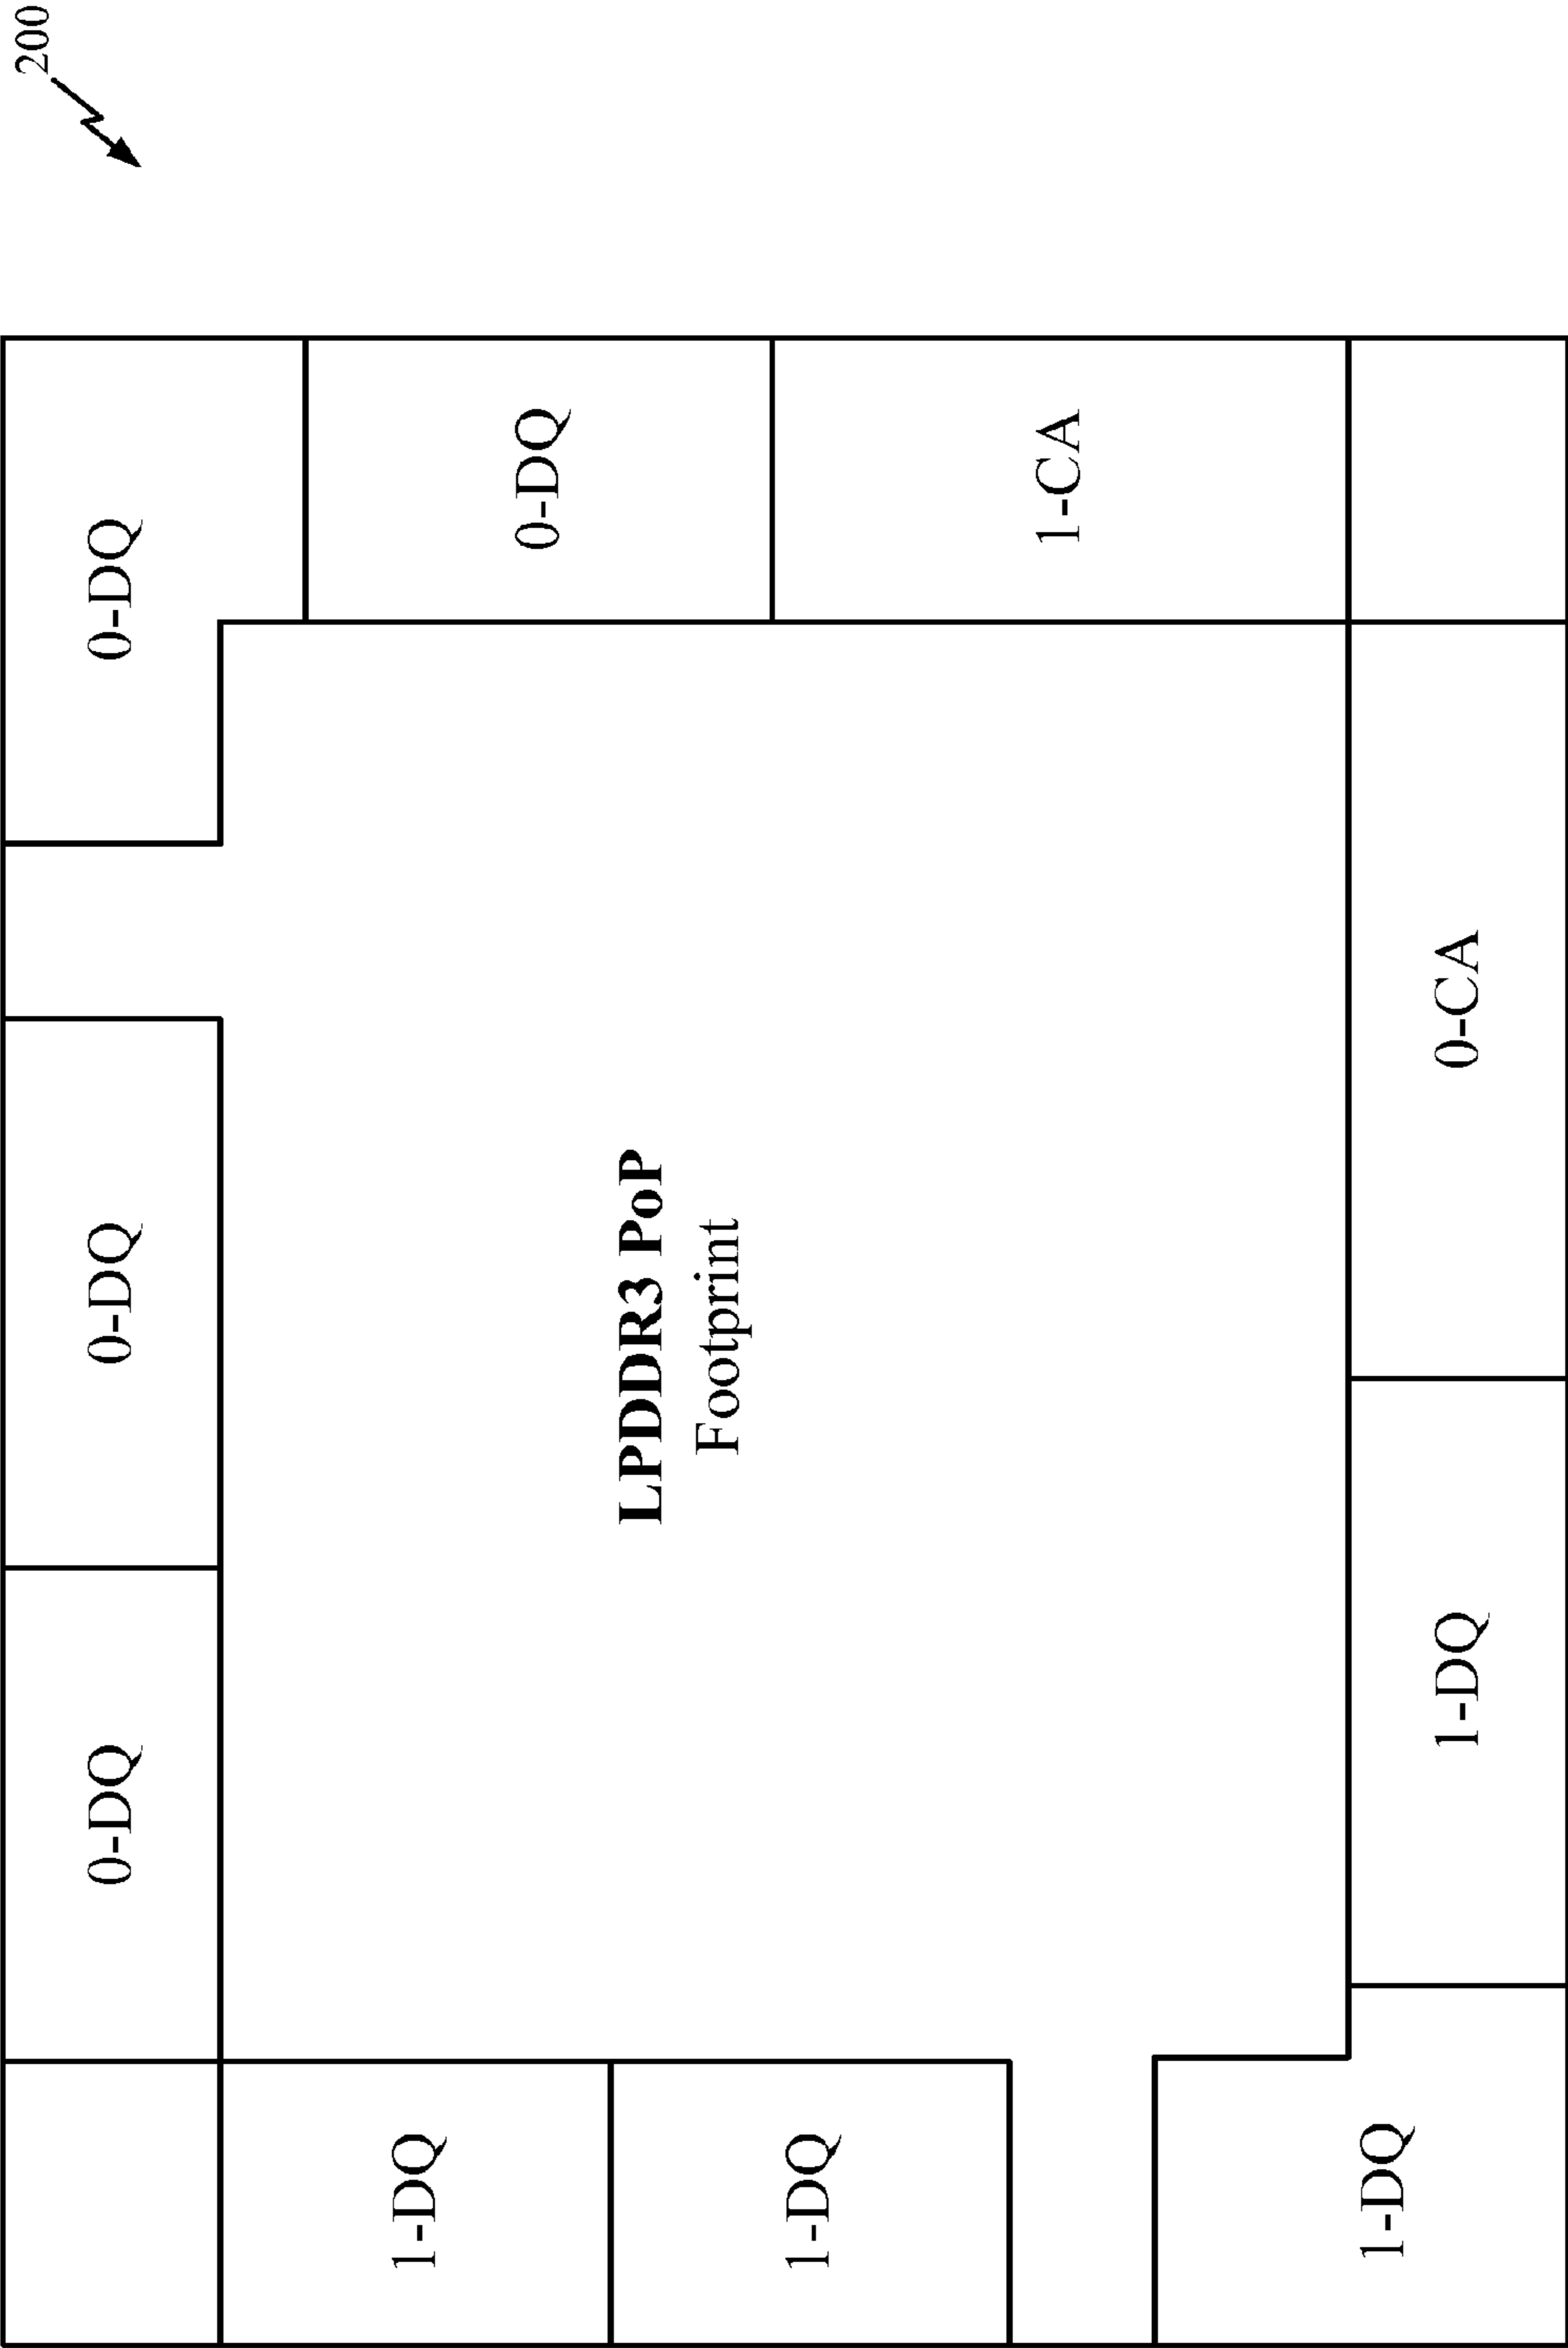 200
0-DQ
0-DQ
0-DQ
1-DQ
0-DQ
LPDDR3 PoP
Footprint
1-DQ
1-CA
1-DQ
1-DQ
0-CA